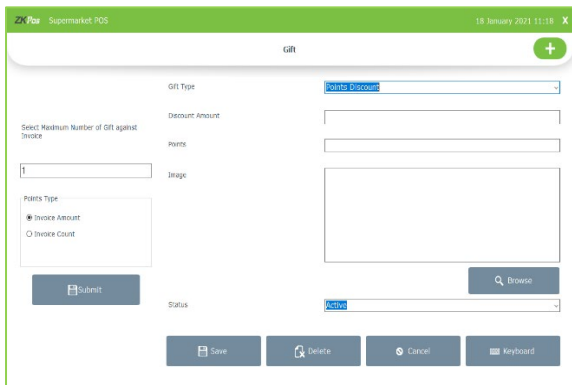 ZKPos Supermarket POS 18 January 2021 11:18 X
Gift
+
Gift Type Points Discount
Discount Amount
Select Maximum Number of Gift against
Invoice
Points
1
Image
Points Type
Invoice Amount
Invoice Count
Browse
Submit
Status Active
Save Delete Cancel Keyboard